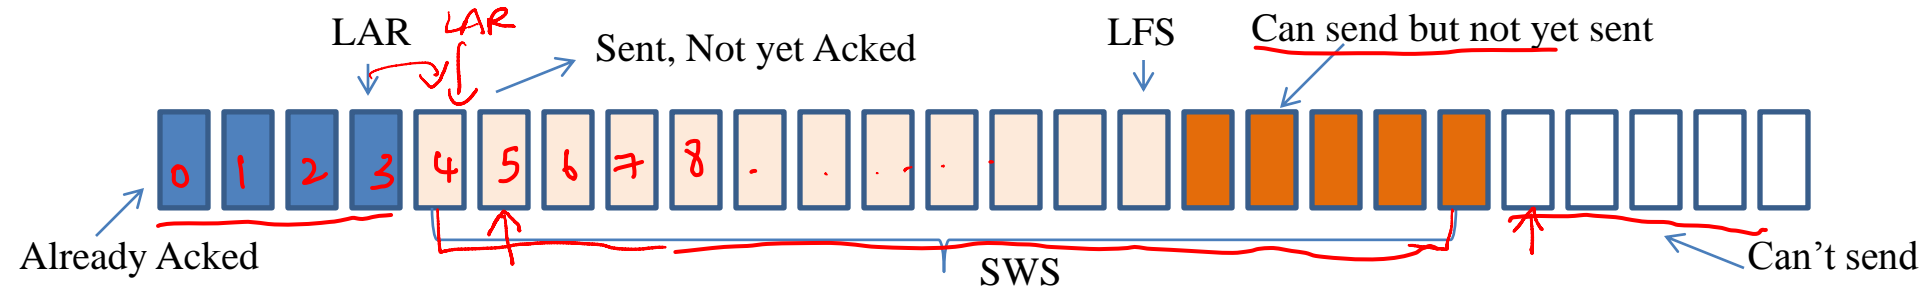 LAR
LAR
Sent, Not yet Acked
LFS
Can send but not yet sent
0 1 2 3 4 5 6 7 8 . . . . . . .
Already Acked
SWS
Can't send